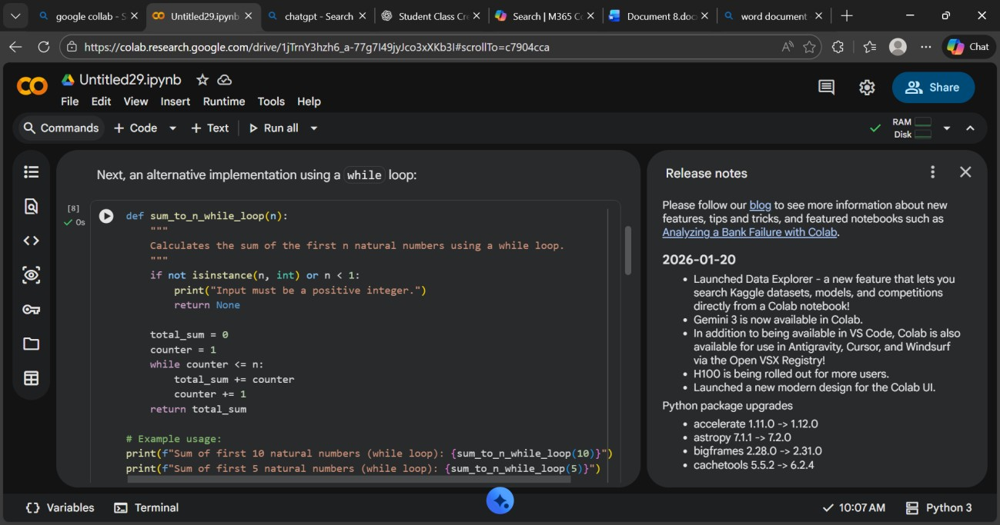 google collab - S
Untitled29.ipynb
chatgpt - Search
Student Class Cre
Search | M365 Co
Document 8.doc
word document
https://colab.research.google.com/drive/1jTrnY3hzh6_a-77g7l49jyJco3xXKb3I#scrollTo=c7904cca
Chat
Untitled29.ipynb
File Edit View Insert Runtime Tools Help
Share
Commands + Code + Text Run all
RAM
Disk
Next, an alternative implementation using a while loop:
[8]
0s
def sum_to_n_while_loop(n):
"""
Calculates the sum of the first n natural numbers using a while loop.
"""
if not isinstance(n, int) or n < 1:
print("Input must be a positive integer.")
return None
total_sum = 0
counter = 1
while counter <= n:
total_sum += counter
counter += 1
return total_sum
# Example usage:
print(f"Sum of first 10 natural numbers (while loop): {sum_to_n_while_loop(10)}")
print(f"Sum of first 5 natural numbers (while loop): {sum_to_n_while_loop(5)}")
Release notes
Please follow our blog to see more information about new
features, tips and tricks, and featured notebooks such as
Analyzing a Bank Failure with Colab.
2026-01-20
• Launched Data Explorer - a new feature that lets you
search Kaggle datasets, models, and competitions
directly from a Colab notebook!
• Gemini 3 is now available in Colab.
• In addition to being available in VS Code, Colab is also
available for use in Antigravity, Cursor, and Windsurf
via the Open VSX Registry!
• H100 is being rolled out for more users.
• Launched a new modern design for the Colab UI.
Python package upgrades
• accelerate 1.11.0 -> 1.12.0
• astropy 7.1.1 -> 7.2.0
• bigframes 2.28.0 -> 2.31.0
• cachetools 5.5.2 -> 6.2.4
Variables Terminal
10:07 AM Python 3